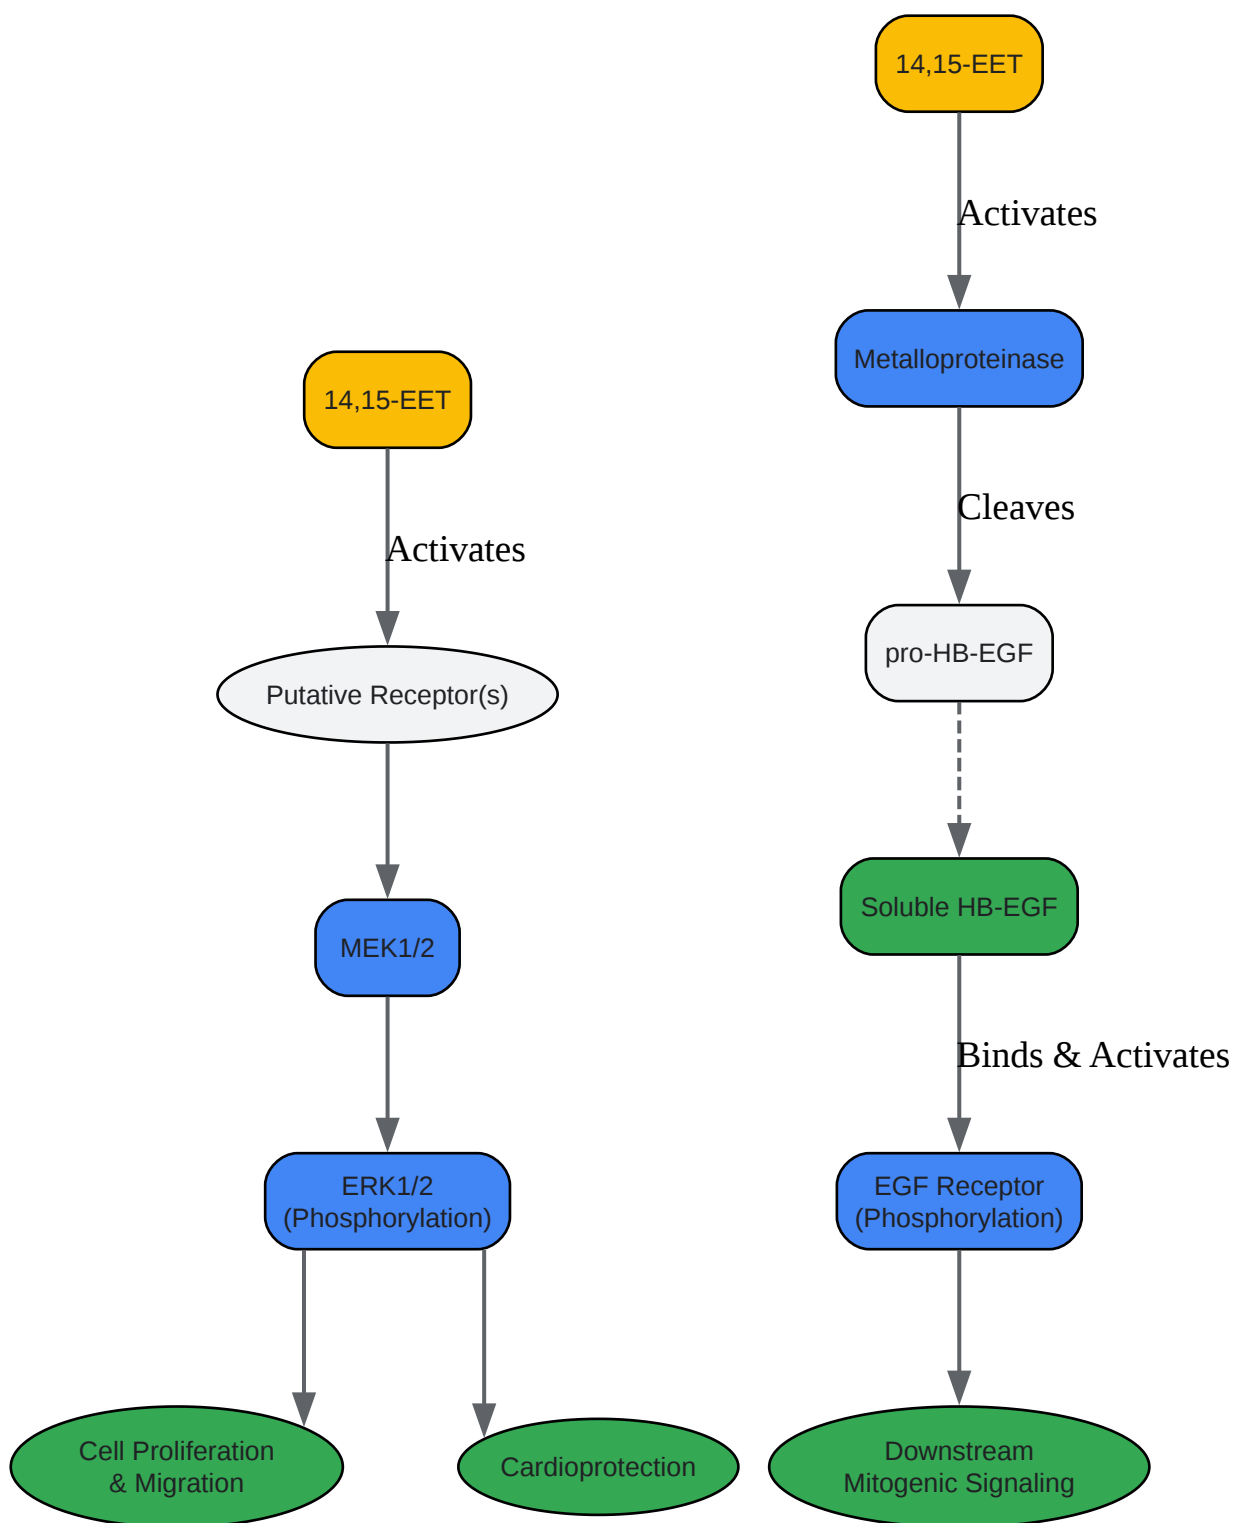 14,15-EET
Activates
Putative Receptor(s)
MEK1/2
ERK1/2
(Phosphorylation)
Cell Proliferation
& Migration
Cardioprotection
14,15-EET
Activates
Metalloproteinase
Cleaves
pro-HB-EGF
Soluble HB-EGF
Binds & Activates
EGF Receptor
(Phosphorylation)
Downstream
Mitogenic Signaling